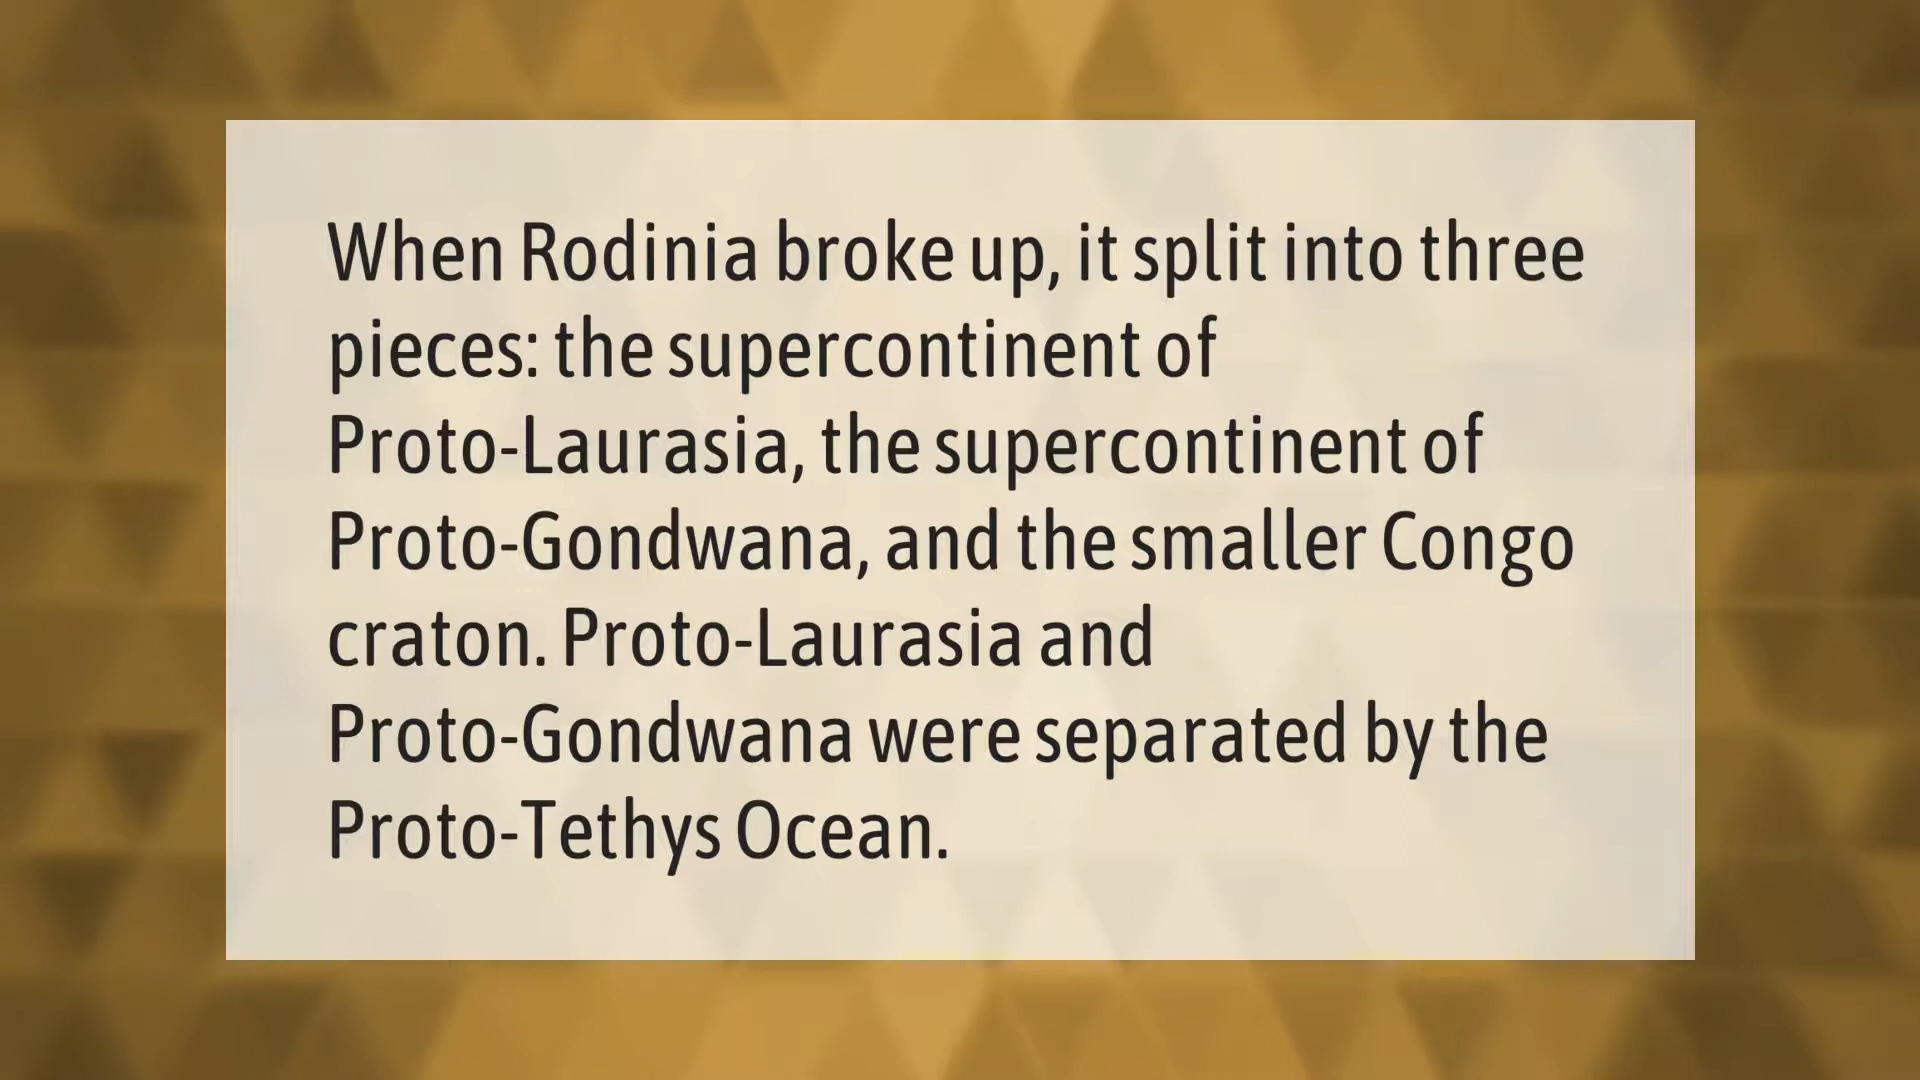 When Rodinia broke up, it split into three
pieces: the supercontinent of
Proto-Laurasia, the supercontinent of
Proto-Gondwana, and the smaller Congo
craton. Proto-Laurasia and
Proto-Gondwana were separated by the
Proto-Tethys Ocean.